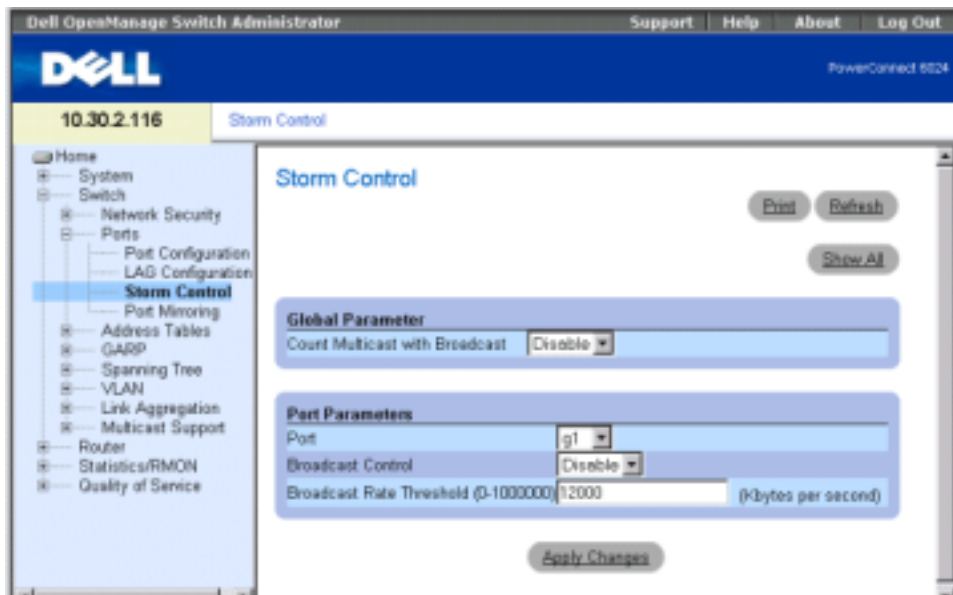 Dell OpenManage Switch Administrator Support Help About Log Out
DELL
PowerConnect 6024
10.30.2.116
Storm Control
Home
System
Switch
Network Security
Ports
Port Configuration
LAG Configuration
Storm Control
Port Mirroring
Address Tables
GARP
Spanning Tree
VLAN
Link Aggregation
Multicast Support
Router
Statistics/RMON
Quality of Service
Storm Control
Print Refresh
Show All
Global Parameter
Count Multicast with Broadcast Disable
Port Parameters
Port g1
Broadcast Control Disable
Broadcast Rate Threshold (0-1000000) 12000 (Kbytes per second)
Apply Changes